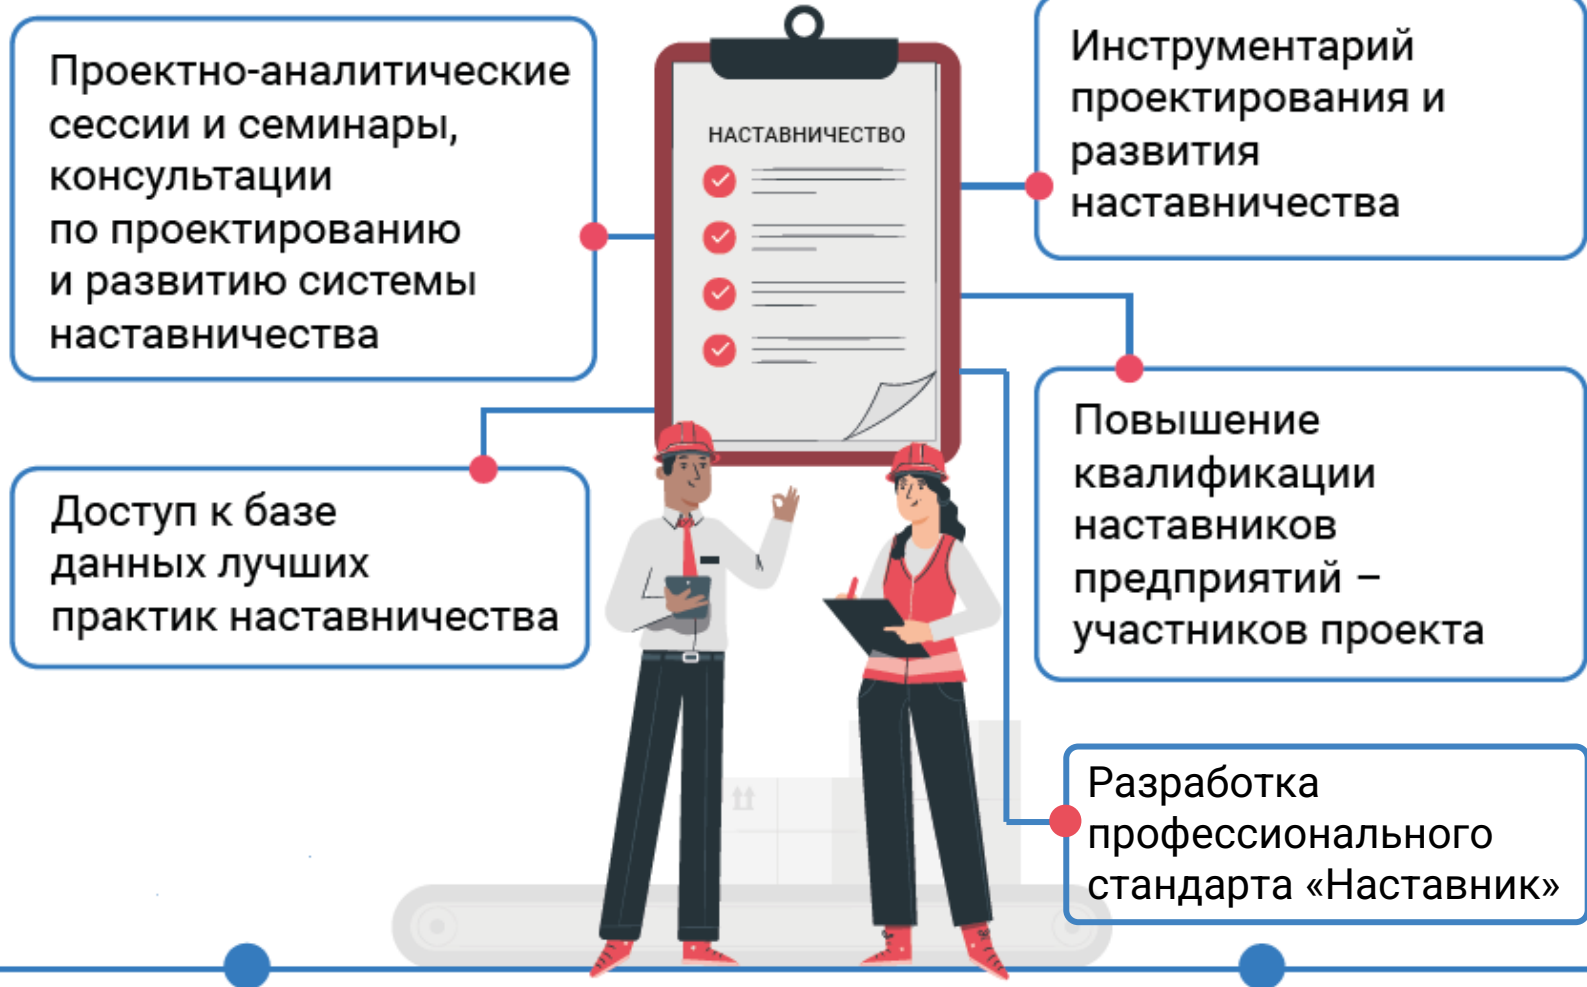 Проектно-аналитические
сессии и семинары,
консультации
по проектированию
и развитию системы
наставничества
Доступ к базе
данных лучших
практик наставничества
НАСТАВНИЧЕСТВО
Инструментарий
проектирования и
развития
наставничества
Повышение
квалификации
наставников
предприятий –
участников проекта
Разработка
профессионального
стандарта «Наставник»